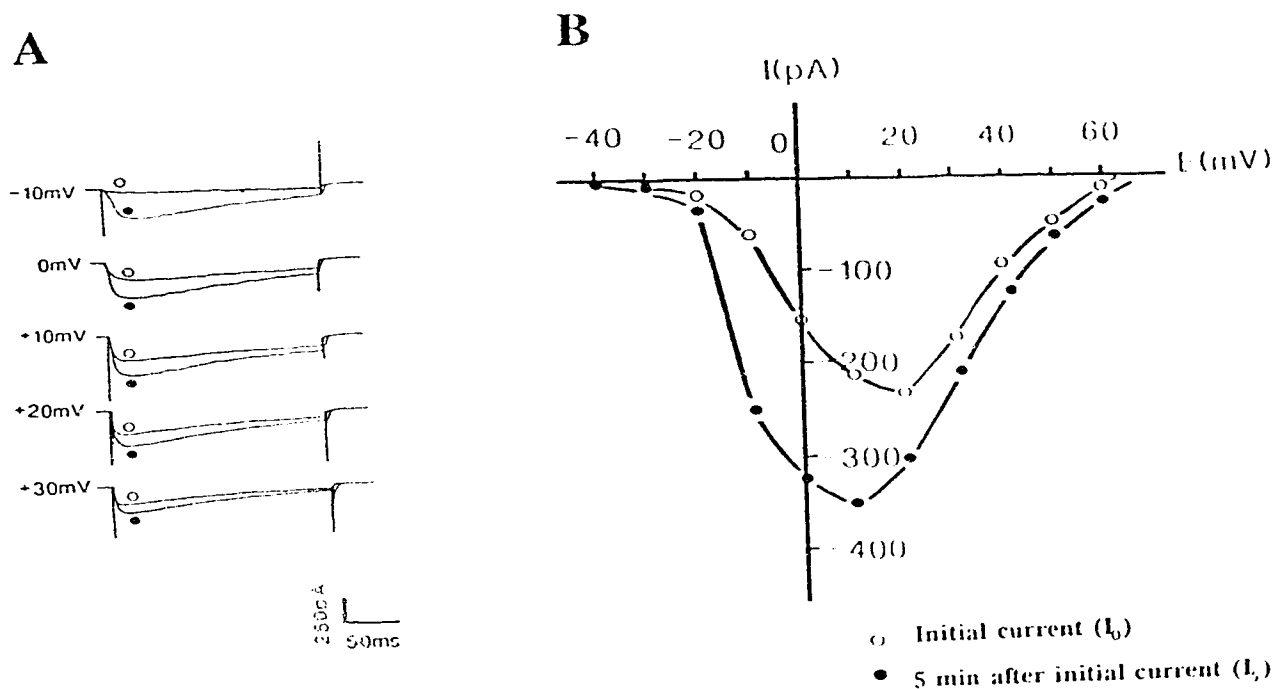 A
-10mV
0mV
+10mV
+20mV
+30mV
50ms
B
I(pA)
-40 -20 0 20 40 60
(mV)
-100
-200
-300
-400
Initial current (I₀)
5 min after initial current